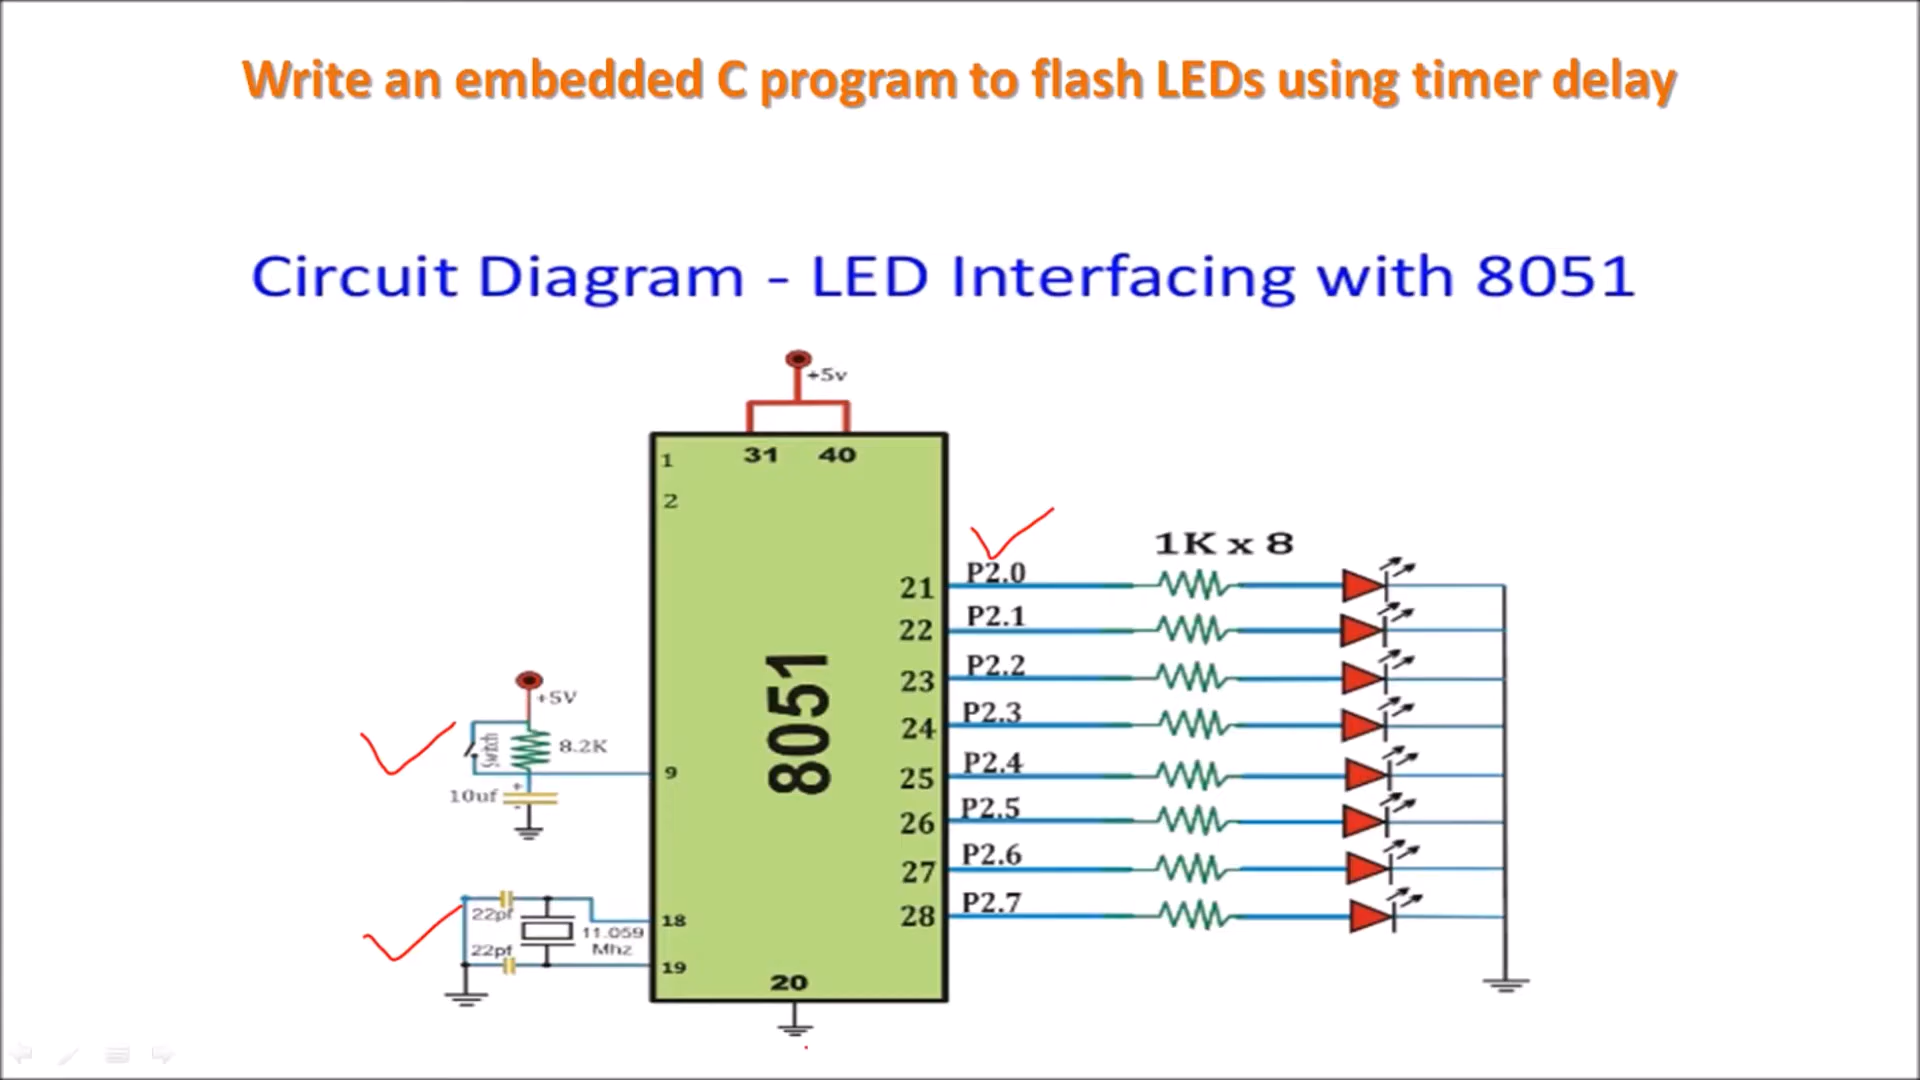 Write an embedded C program to flash LEDs using timer delay
Circuit Diagram - LED Interfacing with 8051
+5v
31 40
1
2
1K x 8
21 P2.0
22 P2.1
23 P2.2
24 P2.3
25 P2.4
26 P2.5
27 P2.6
28 P2.7
8051
+5V
Switch
8.2K
9
10uf
+
-
22pf
18
11.059
Mhz
22pf
19
20